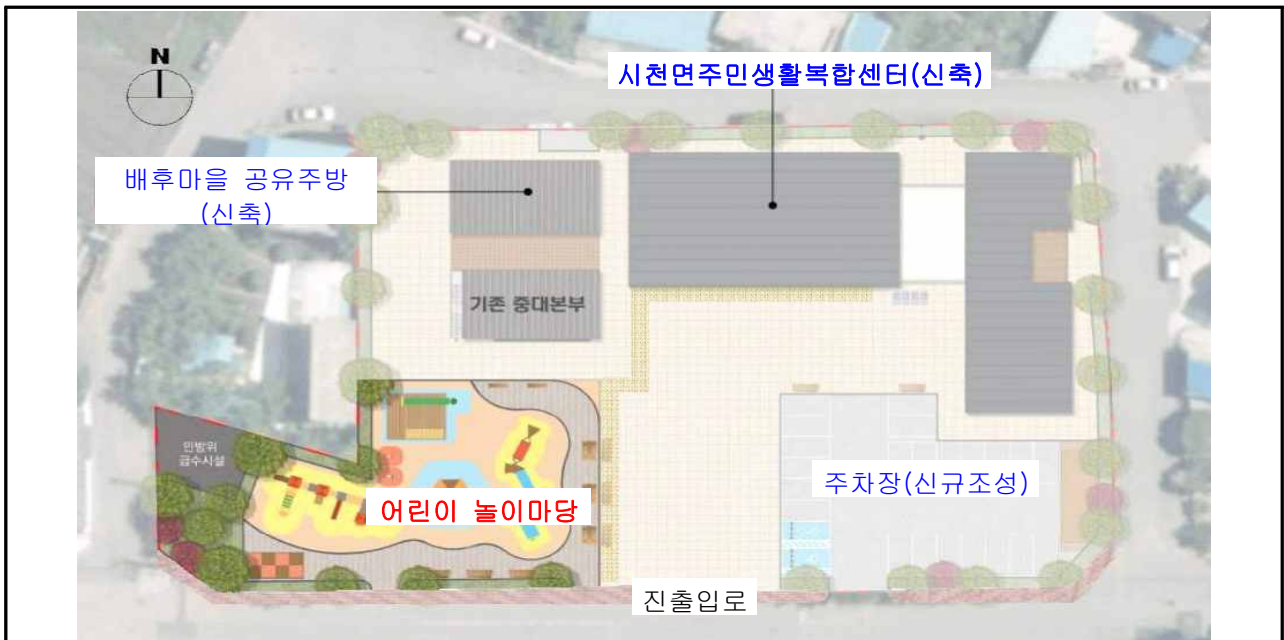 N
시천면주민생활복합센터(신축)
배후마을 공유주방
(신축)
기존 중대본부
민방위
급수시설
어린이 놀이마당
주차장(신규조성)
진출입로